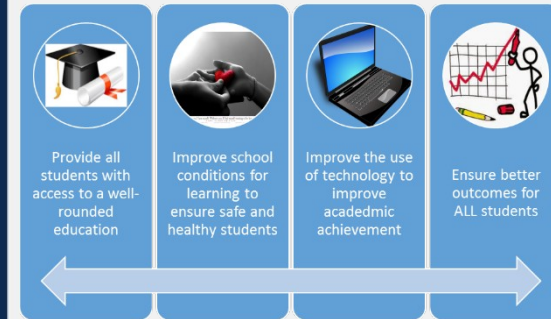 Provide all
students with
access to a well-
rounded
education
Improve school
conditions for
learning to
ensure safe and
healthy students
Improve the use
of technology to
improve
acadedmic
achievement
Ensure better
outcomes for
ALL students